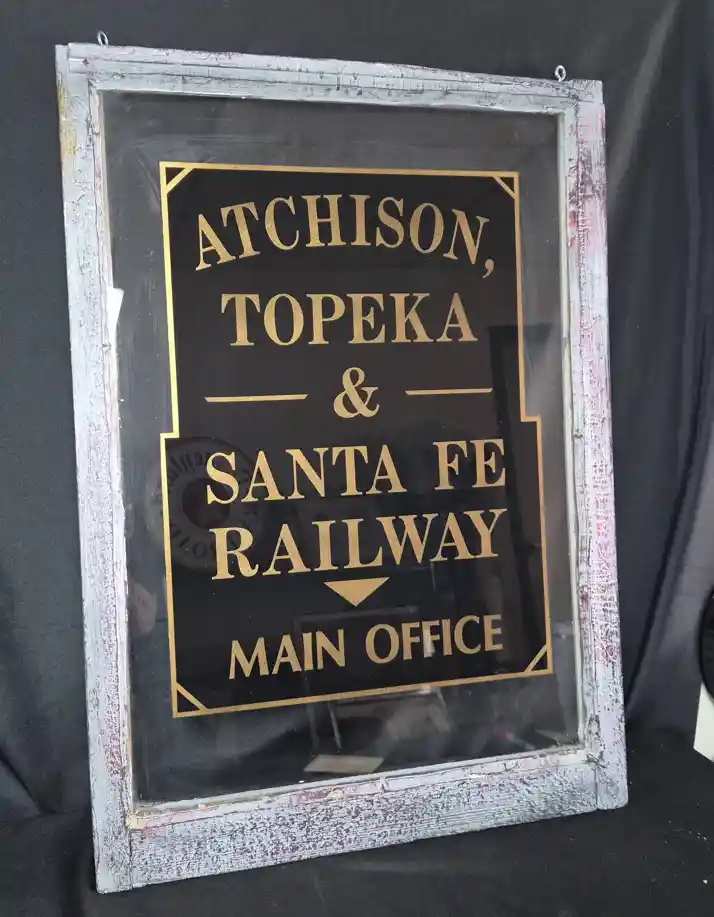 ATCHISON,
TOPEKA
&
SANTA FE
RAILWAY
MAIN OFFICE